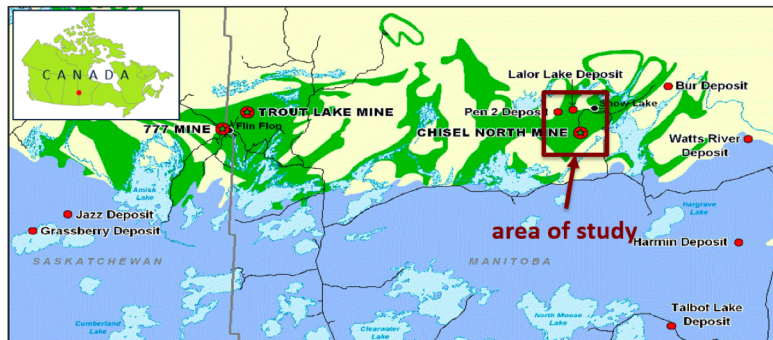 CANADA
Lalor Lake Deposit
Bur Deposit
TROUT LAKE MINE
Pen 2 Deposit
Snow Lake
777 MINE
Flin Flon
CHISEL NORTH MINE
Watts River
Deposit
Amisk
Lake
Hargrave
Lake
Jazz Deposit
Grassberry Deposit
area of study
Harmin Deposit
SASKATCHEWAN
MANITOBA
Talbot Lake
Deposit
Cumberland
Lake
Clearwater
Lake
North Moose
Lake